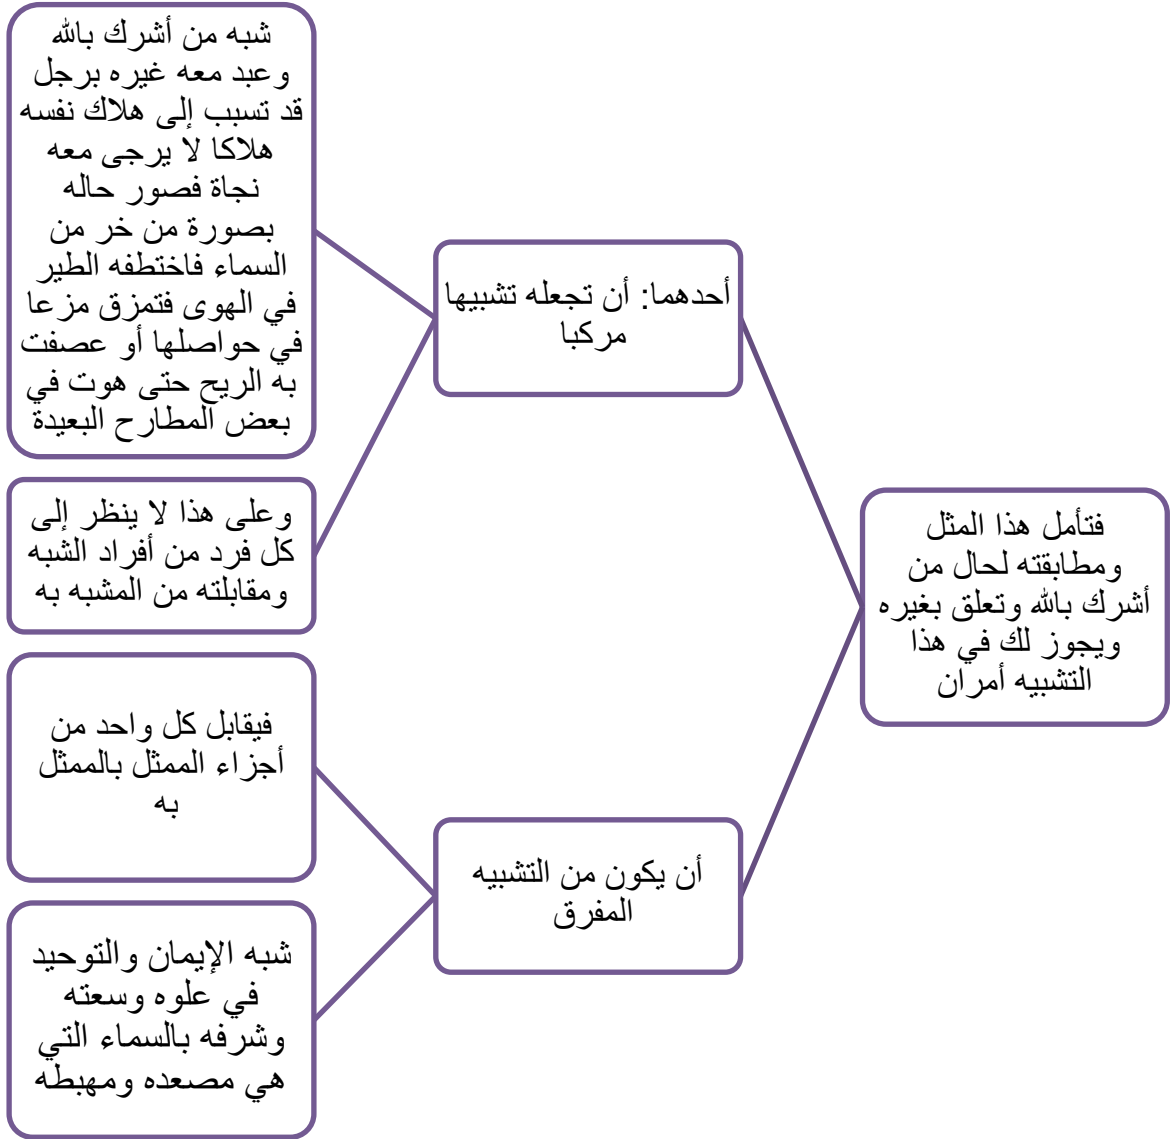 فتأمل هذا المثل
ومطابقته لحال من
أشرك بالله وتعلق بغيره
ويجوز لك في هذا
التشبيه أمران
أحدهما: أن تجعله تشبيها
مركبا
شبه من أشرك بالله
وعبد معه غيره برجل
قد تسبب إلى هلاك نفسه
هلاكا لا يرجى معه
نجاة فصور حاله
بصورة من خر من
السماء فاختطفه الطير
في الهوى فتمزق مزعا
في حواصلها أو عصفت
به الريح حتى هوت في
بعض المطارح البعيدة
وعلى هذا لا ينظر إلى
كل فرد من أفراد الشبه
ومقابلته من المشبه به
أن يكون من التشبيه
المفرق
فيقابل كل واحد من
أجزاء الممثل بالممثل
به
شبه الإيمان والتوحيد
في علوه وسعته
وشرفه بالسماء التي
هي مصعده ومهبطه